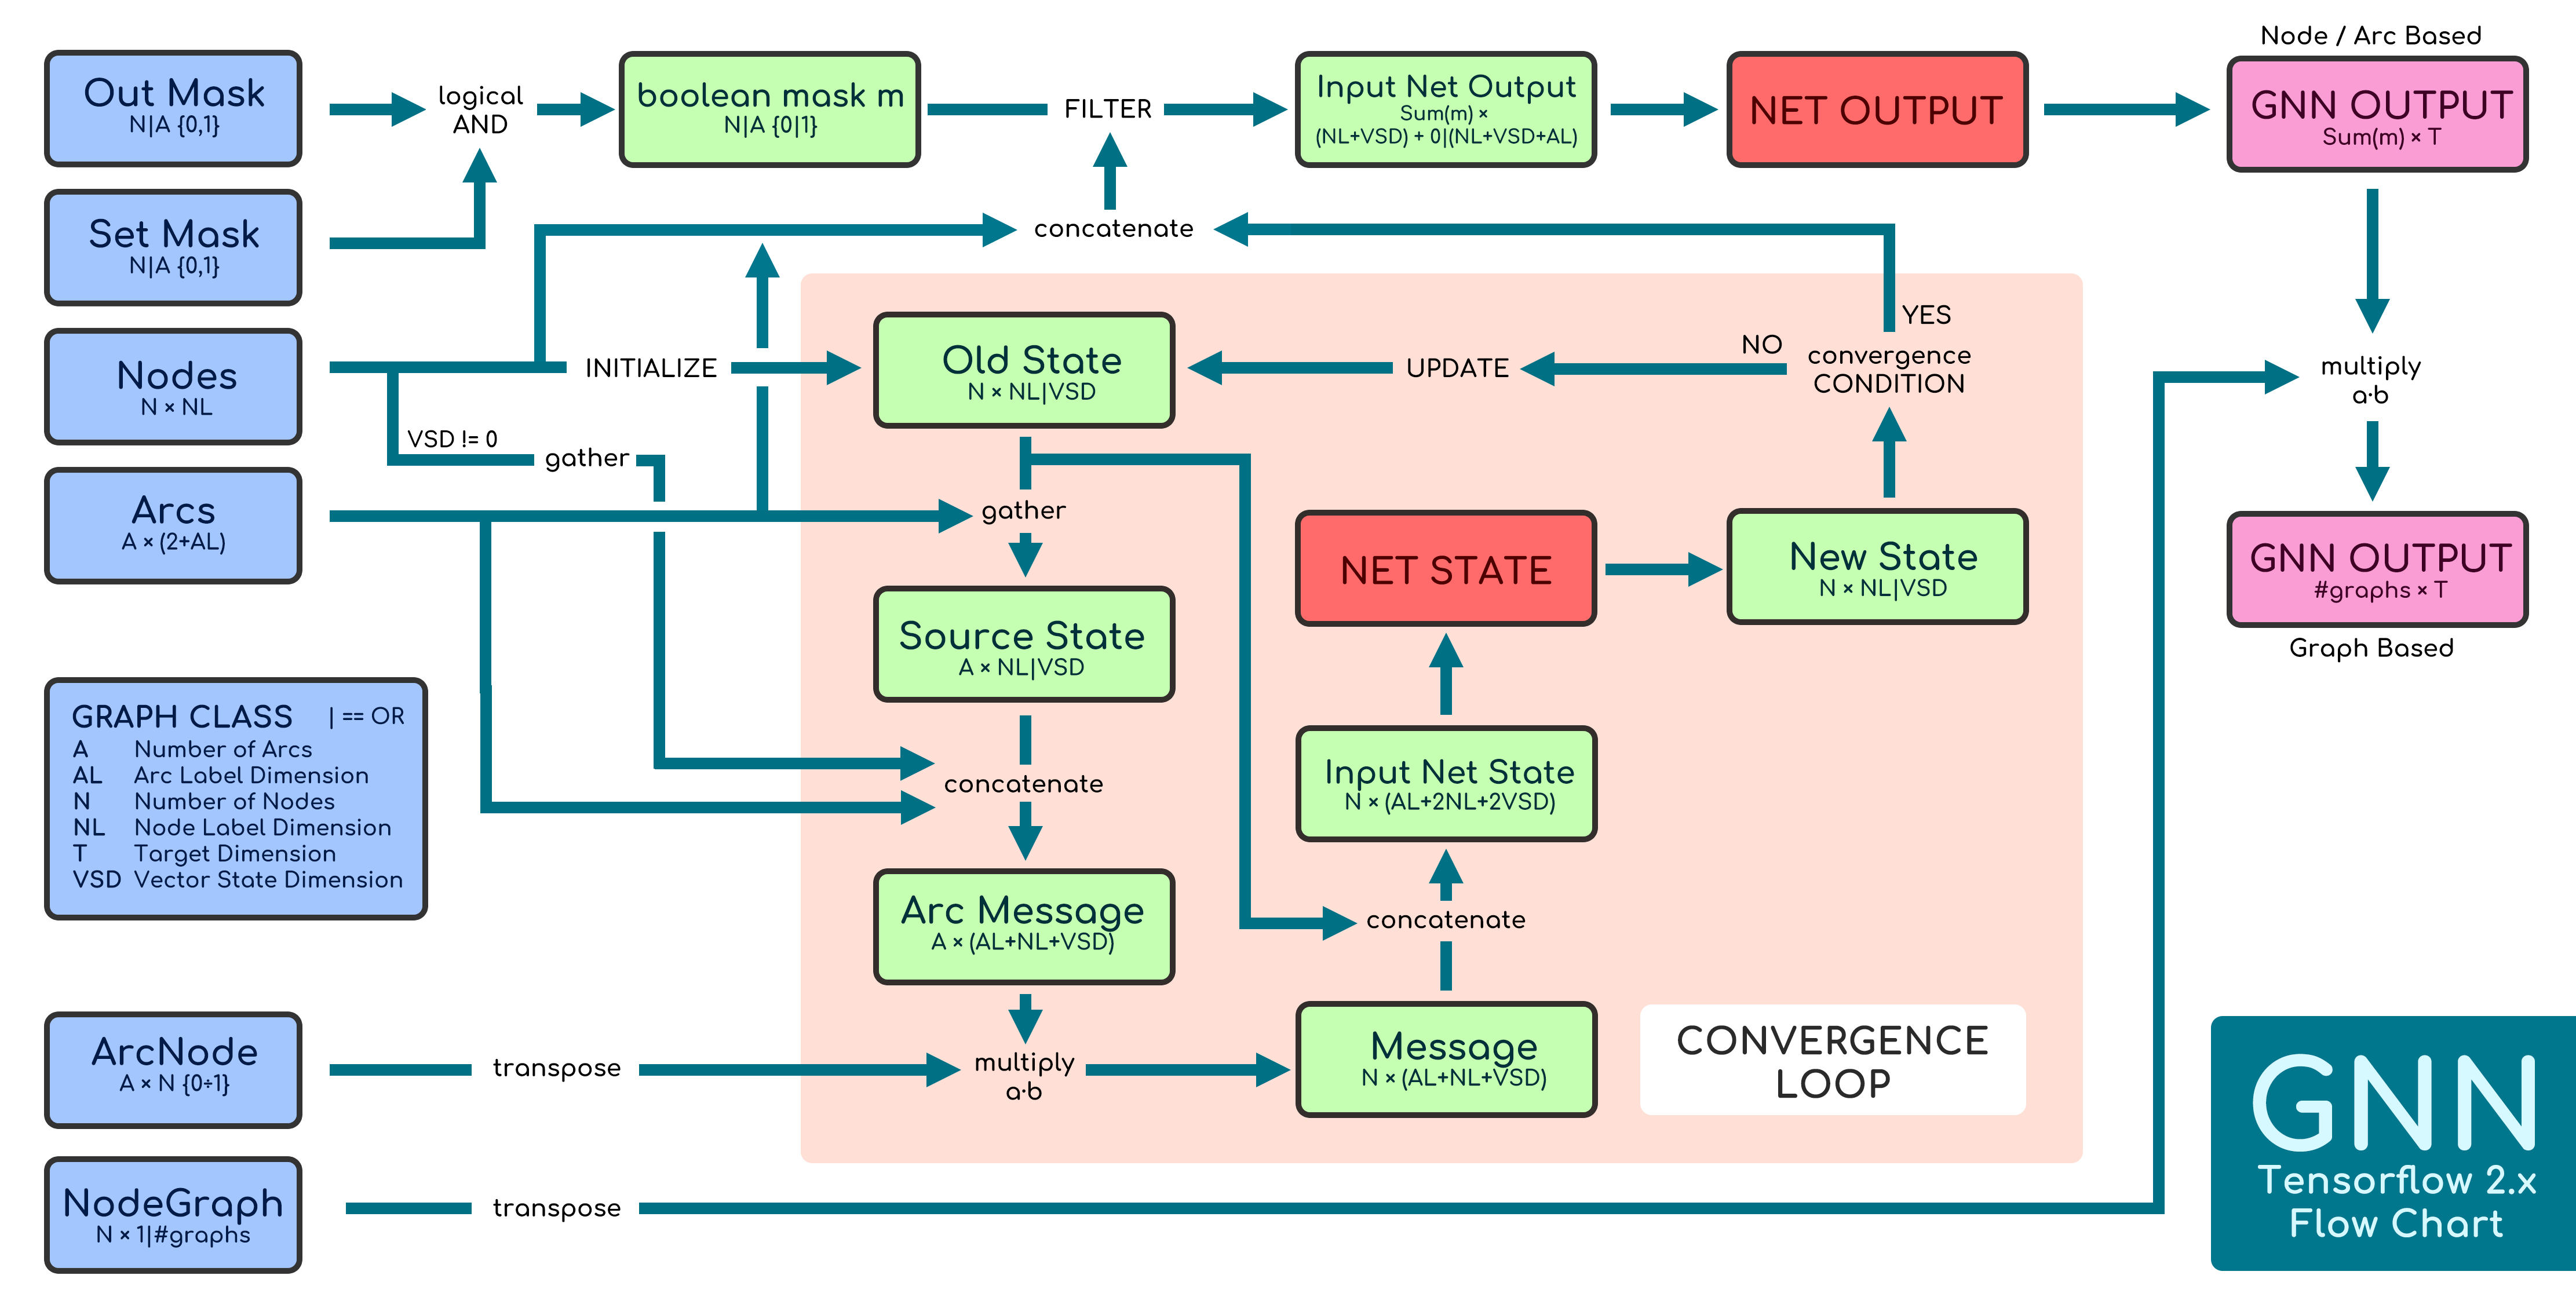 Node / Arc Based
Out Mask
N|A {0,1}
logical
AND
boolean mask m
N|A {0|1}
FILTER
Input Net Output
Sum(m) ×
(NL+VSD) + 0|(NL+VSD+AL)
NET OUTPUT
GNN OUTPUT
Sum(m) × T
Set Mask
N|A {0,1}
concatenate
Nodes
N × NL
INITIALIZE
Old State
N × NL|VSD
UPDATE
NO
YES
convergence
CONDITION
multiply
a·b
VSD != 0
gather
Arcs
A × (2+AL)
gather
NET STATE
New State
N × NL|VSD
GNN OUTPUT
#graphs × T
Graph Based
Source State
A × NL|VSD
GRAPH CLASS | == OR
A Number of Arcs
AL Arc Label Dimension
N Number of Nodes
NL Node Label Dimension
T Target Dimension
VSD Vector State Dimension
concatenate
Input Net State
N × (AL+2NL+2VSD)
Arc Message
A × (AL+NL+VSD)
concatenate
ArcNode
A × N {0÷1}
transpose
multiply
a·b
Message
N × (AL+NL+VSD)
CONVERGENCE
LOOP
NodeGraph
N × 1|#graphs
transpose
GNN
Tensorflow 2.x
Flow Chart